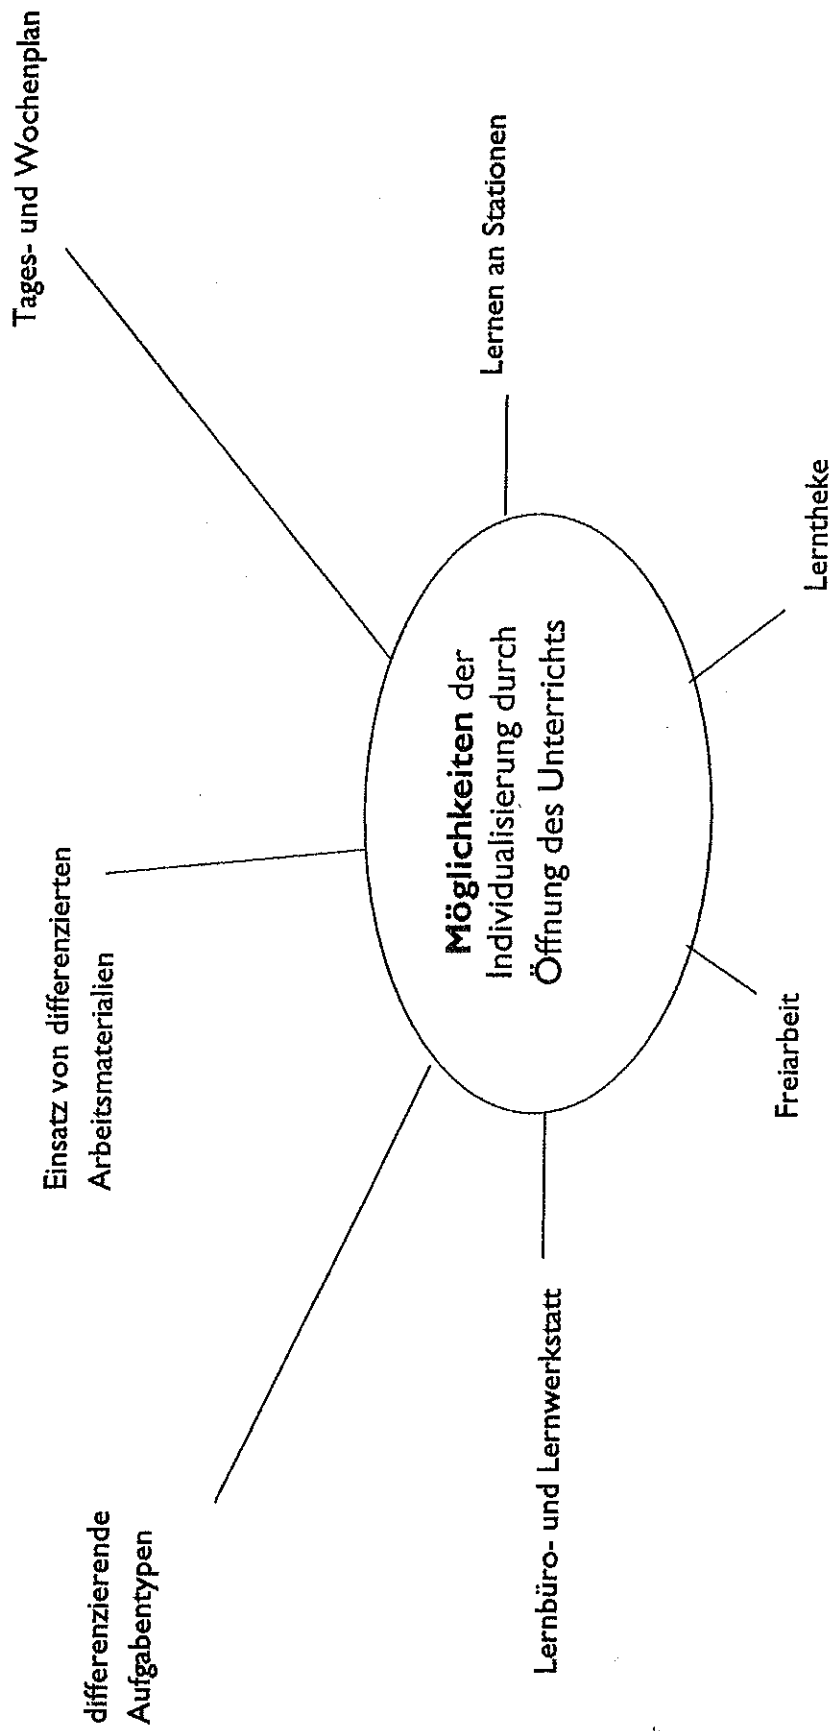 Tages- und Wochenplan
Einsatz von differenzierten
Arbeitsmaterialien
differenzierende
Aufgabentypen
Lernen an Stationen
Möglichkeiten der
Individualisierung durch
Öffnung des Unterrichts
Lernbüro- und Lernwerkstatt
Lerntheke
Freiarbeit